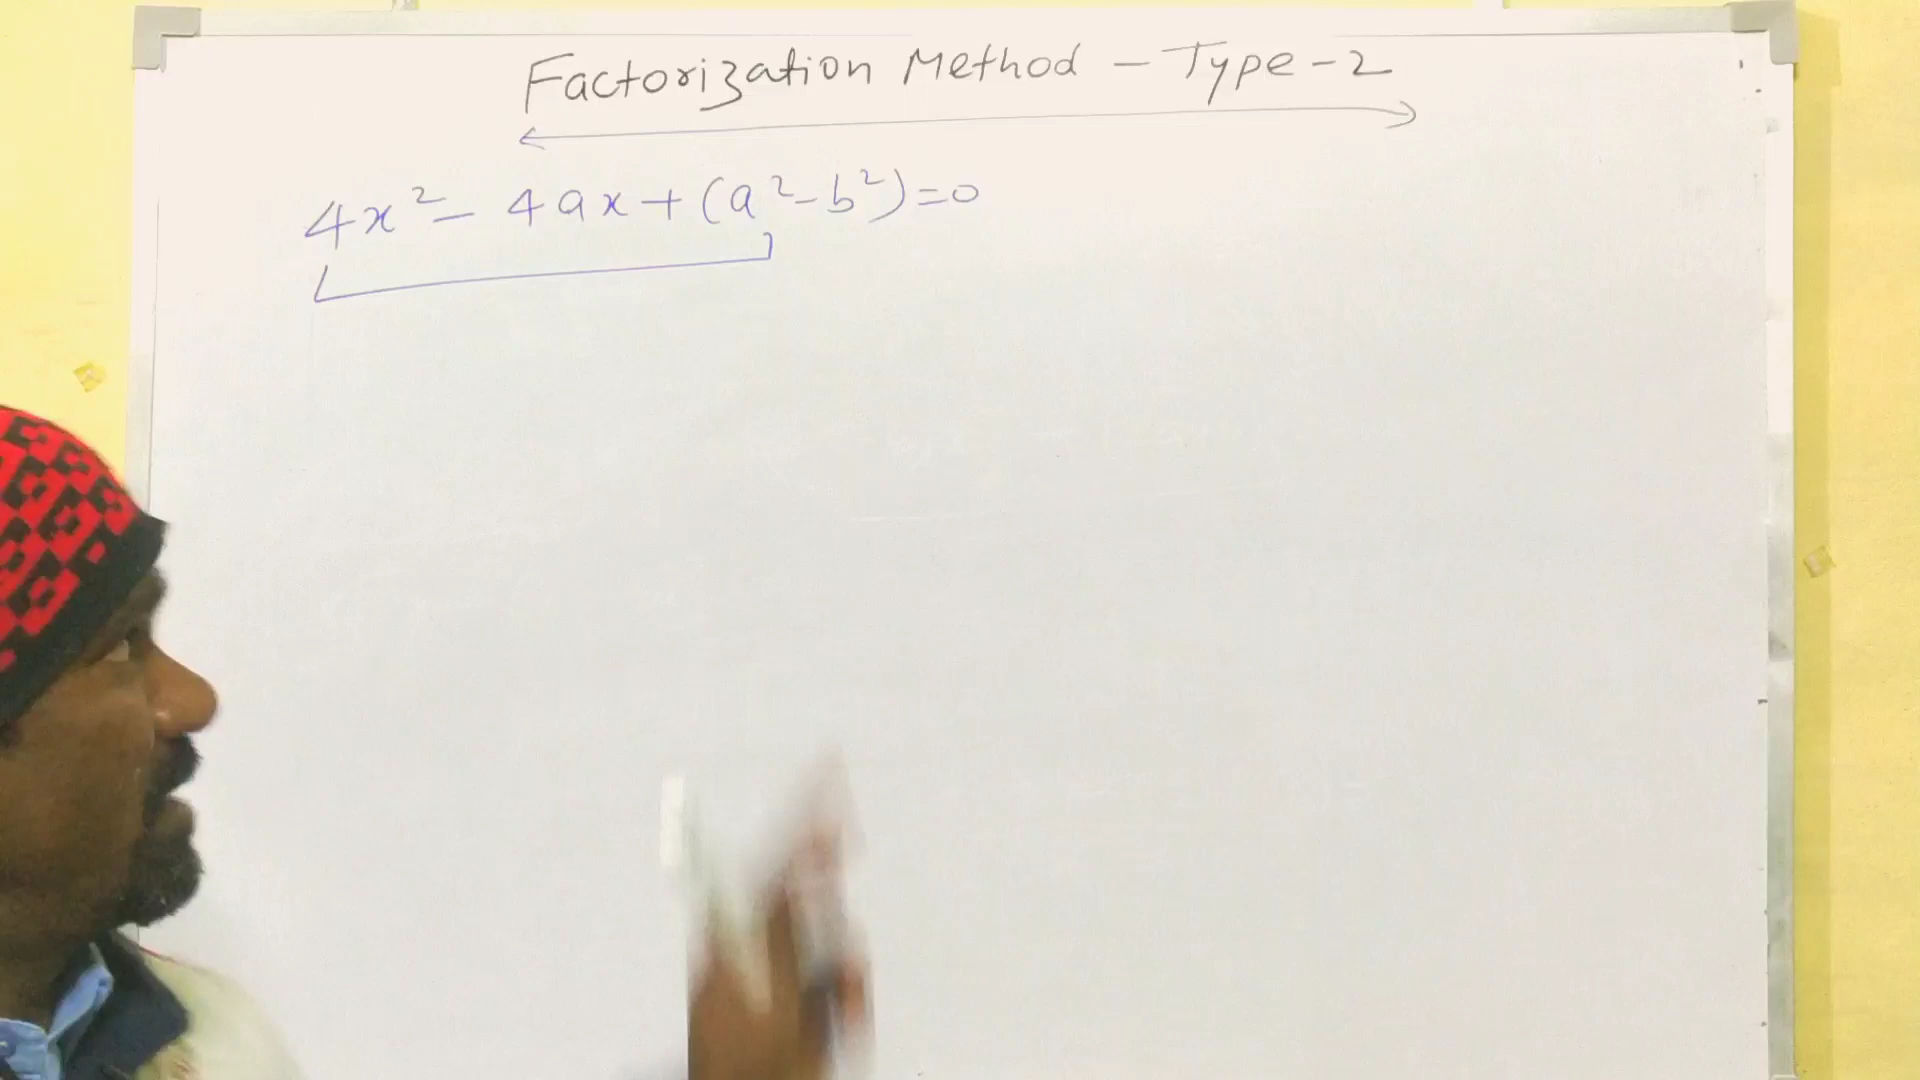 Factorization Method - Type-2
4x² - 4ax + (a² - b²) = 0